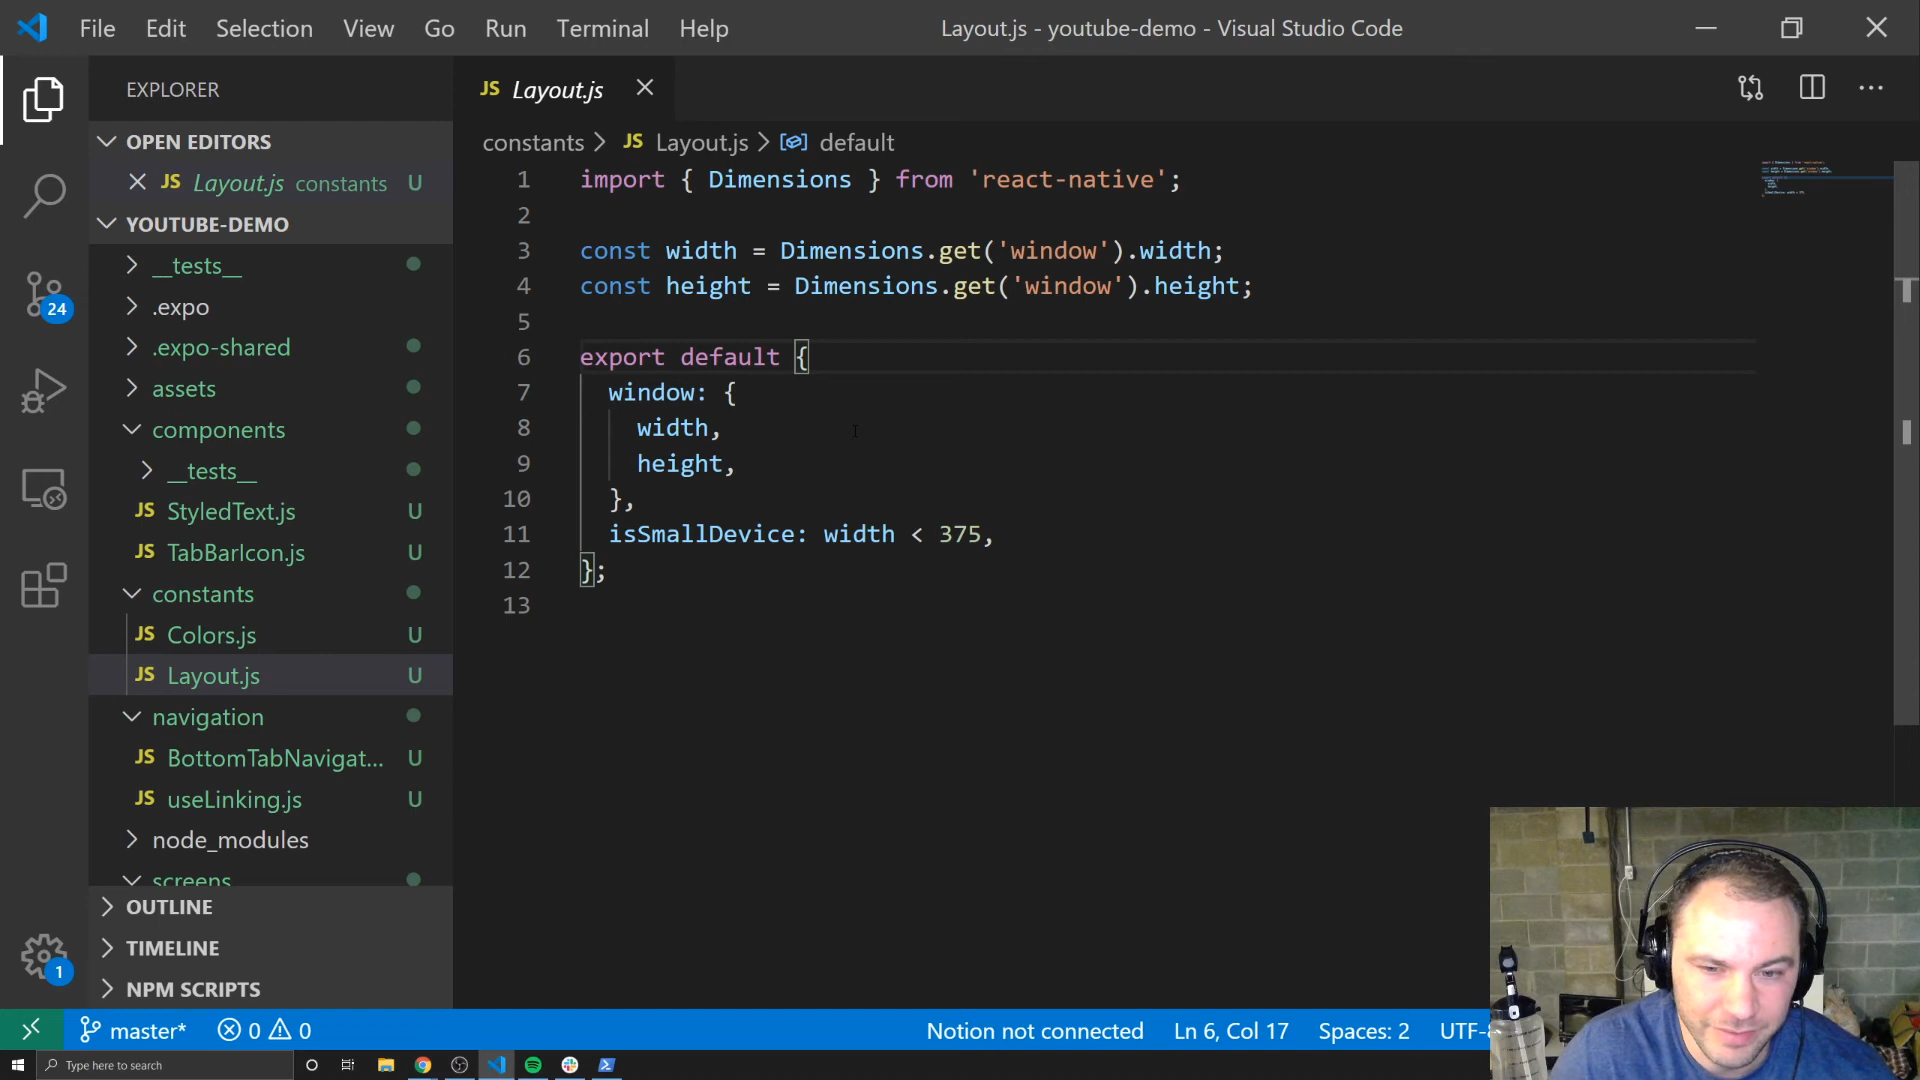 File Edit Selection View Go Run Terminal Help
Layout.js - youtube-demo - Visual Studio Code
EXPLORER
OPEN EDITORS
JS Layout.js constants U
YOUTUBE-DEMO
__tests__
.expo
.expo-shared
assets
components
__tests__
JS StyledText.js U
JS TabBarIcon.js U
constants
JS Colors.js U
JS Layout.js U
navigation
JS BottomTabNavigat... U
JS useLinking.js U
node_modules
screens
OUTLINE
TIMELINE
NPM SCRIPTS
24
1
JS Layout.js
constants > JS Layout.js > default
1 import { Dimensions } from 'react-native';
2
3 const width = Dimensions.get('window').width;
4 const height = Dimensions.get('window').height;
5
6 export default {
7 window: {
8 width,
9 height,
10 },
11 isSmallDevice: width < 375,
12 };
13
master* 0 0
Notion not connected Ln 6, Col 17 Spaces: 2
Type here to search